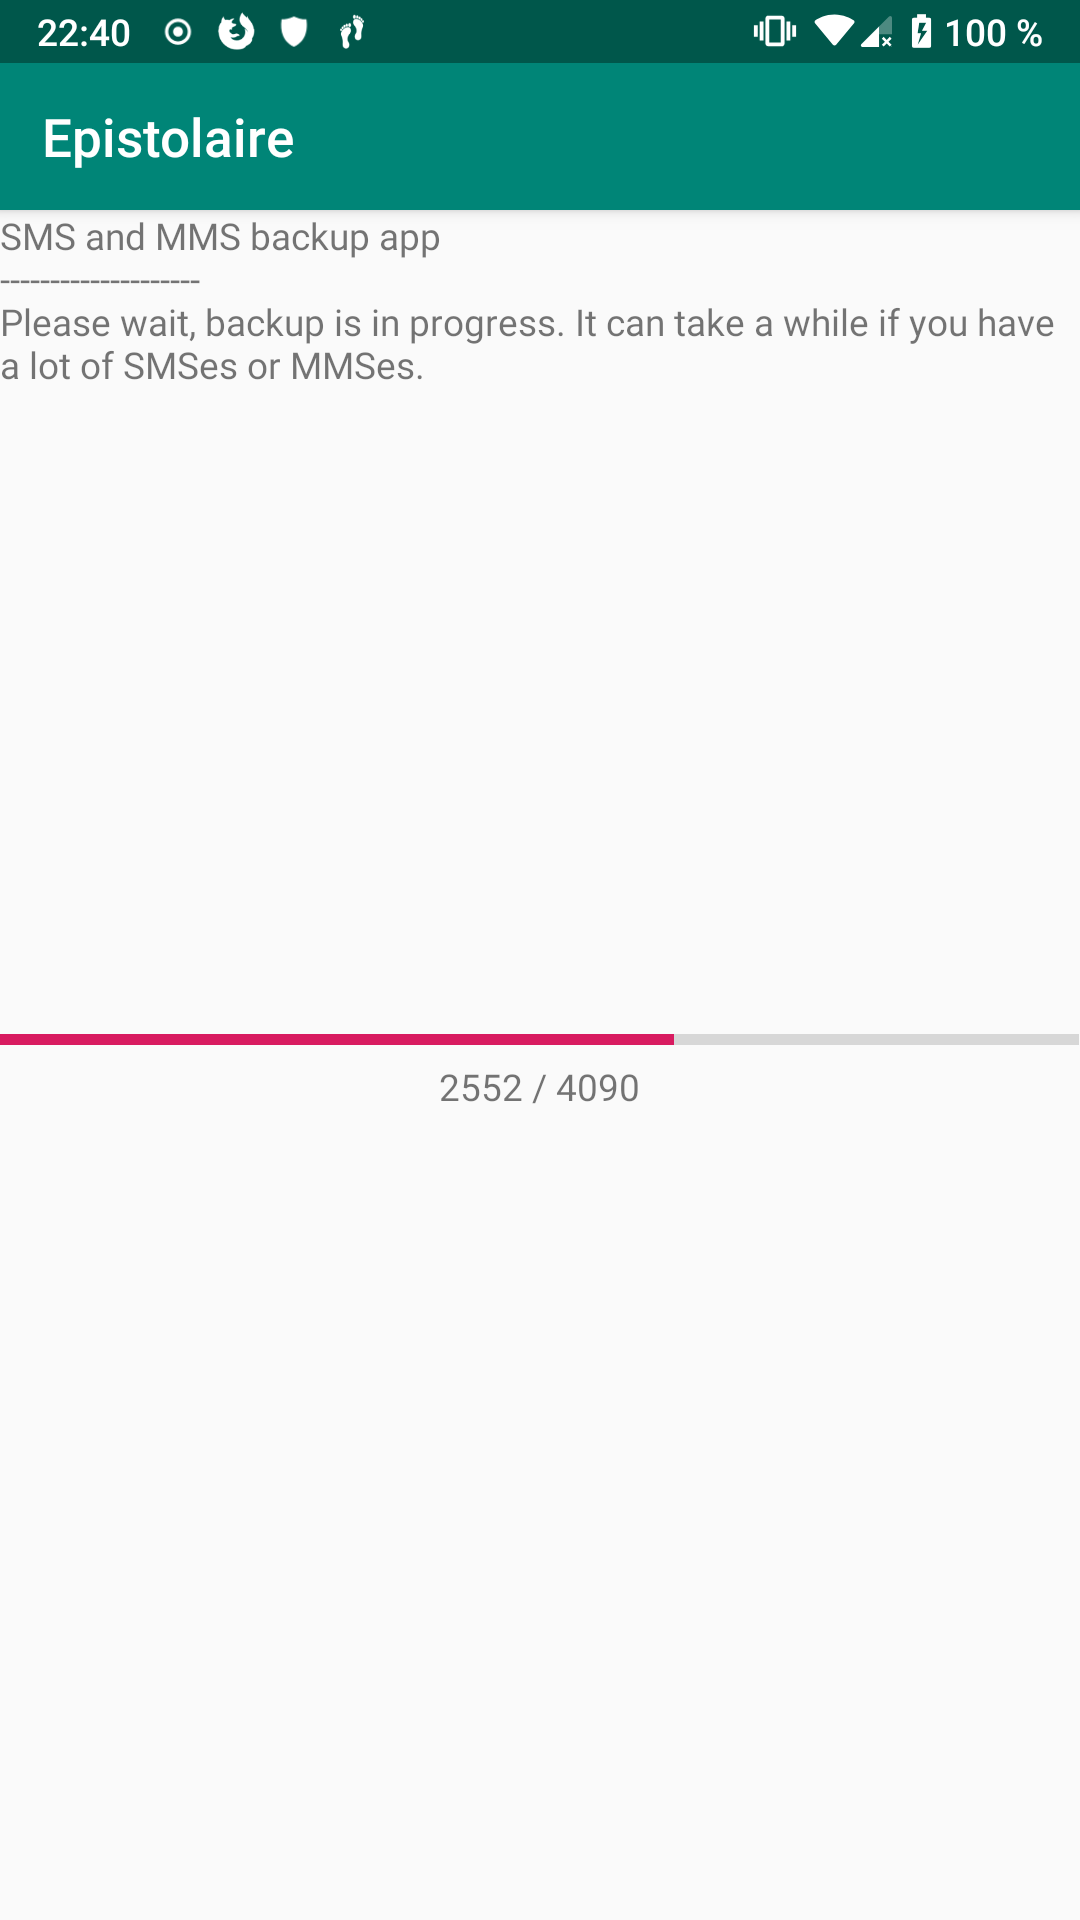 22:40 100 %
Epistolaire
SMS and MMS backup app
--------------------
Please wait, backup is in progress. It can take a while if you have
a lot of SMSes or MMSes.
2552 / 4090